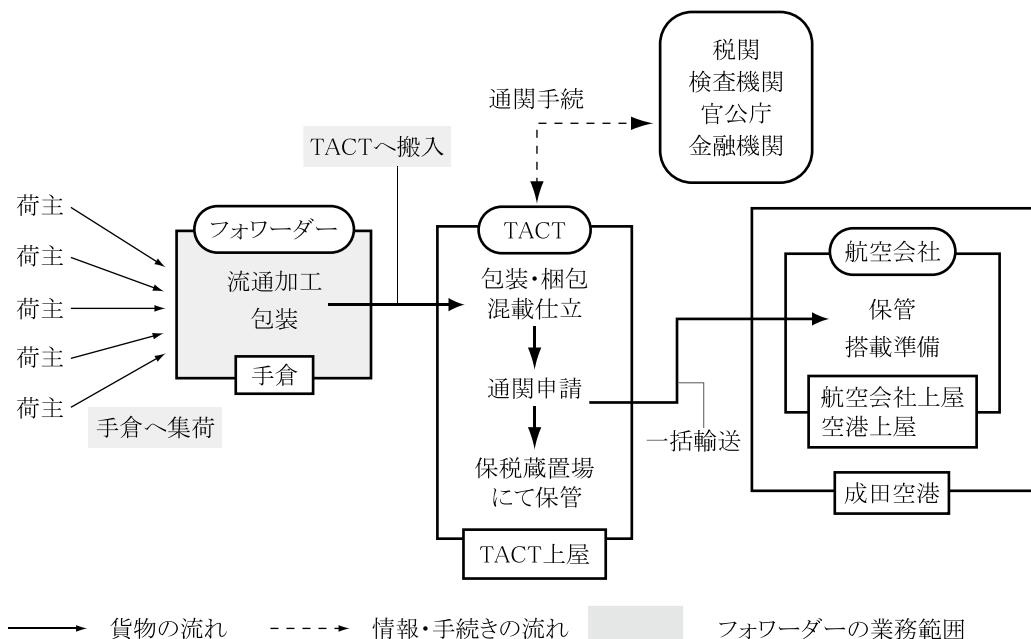 税関
検査機関
官公庁
金融機関
通関手続
TACTへ搬入
荷主
荷主
荷主
荷主
荷主
フォワーダー
流通加工
包装
手倉
手倉へ集荷
TACT
包装・梱包
混載仕立
通関申請
保税蔵置場
にて保管
TACT上屋
一括輸送
航空会社
保管
搭載準備
航空会社上屋
空港上屋
成田空港
貨物の流れ
情報・手続きの流れ
フォワーダーの業務範囲